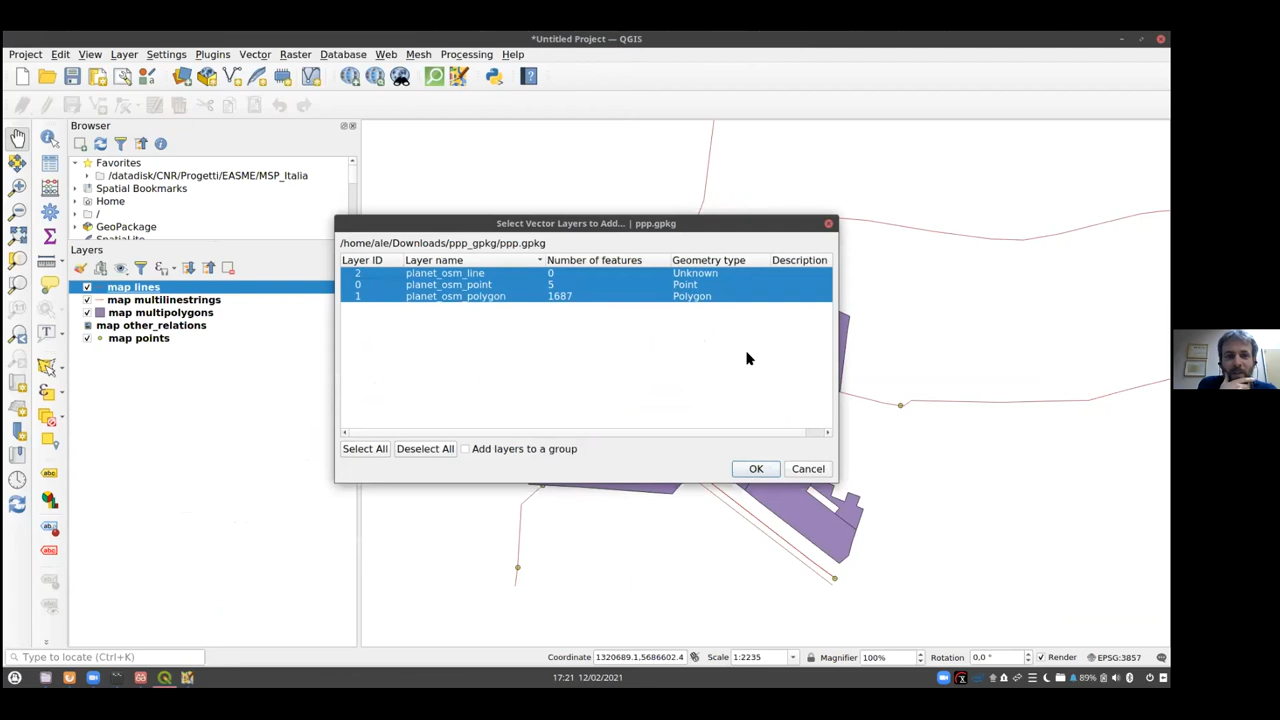 *Untitled Project — QGIS
Project Edit View Layer Settings Plugins Vector Raster Database Web Mesh Processing Help
Browser
Favorites
/datadisk/CNR/Progetti/EASME/MSP_Italia
Spatial Bookmarks
Home
/
GeoPackage
SpatiaLite
Layers
map lines
map multilinestrings
map multipolygons
map other_relations
map points
Select Vector Layers to Add... | ppp.gpkg
/home/ale/Downloads/ppp_gpkg/ppp.gpkg
Layer ID Layer name Number of features Geometry type Description
2 planet_osm_line 0 Unknown
0 planet_osm_point 5 Point
1 planet_osm_polygon 1687 Polygon
Select All Deselect All Add layers to a group
OK Cancel
Type to locate (Ctrl+K) Coordinate 1320689.1,5686602.4 Scale 1:2235 Magnifier 100% Rotation 0,0 ° Render EPSG:3857
17:21 12/02/2021 89%